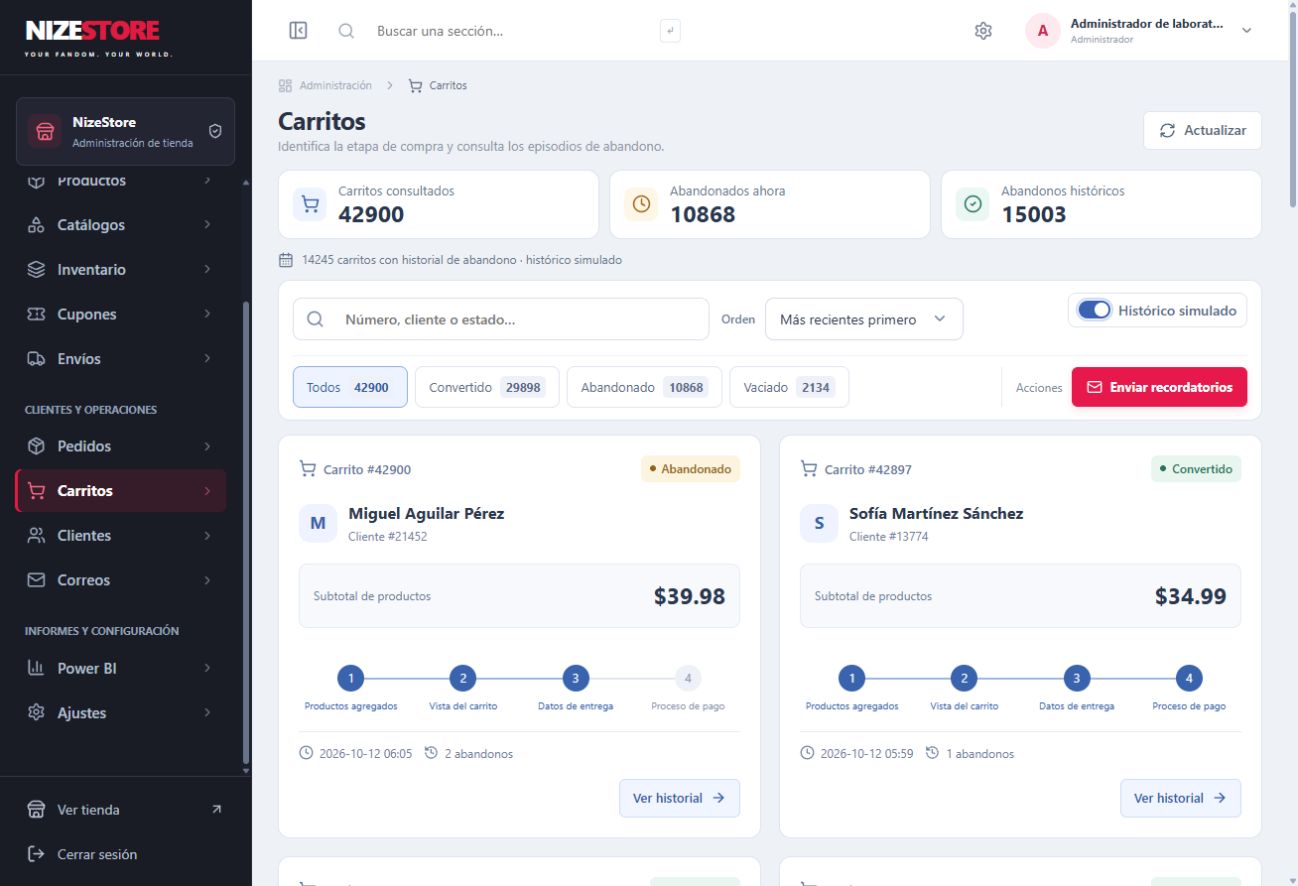 NIZESTORE
YOUR FANDOM. YOUR WORLD.
NizeStore
Administración de tienda
Productos
Catálogos
Inventario
Cupones
Envíos
CLIENTES Y OPERACIONES
Pedidos
Carritos
Clientes
Correos
INFORMES Y CONFIGURACIÓN
Power BI
Ajustes
Ver tienda
Cerrar sesión
Buscar una sección...
A
Administrador de laborat...
Administrador
Administración
Carritos
Carritos
Identifica la etapa de compra y consulta los episodios de abandono.
Actualizar
Carritos consultados
42900
Abandonados ahora
10868
Abandonos históricos
15003
14245 carritos con historial de abandono · histórico simulado
Número, cliente o estado...
Orden
Más recientes primero
Histórico simulado
Todos 42900
Convertido 29898
Abandonado 10868
Vaciado 2134
Acciones
Enviar recordatorios
Carrito #42900
Abandonado
M
Miguel Aguilar Pérez
Cliente #21452
Subtotal de productos
$39.98
1
2
3
4
Productos agregados
Vista del carrito
Datos de entrega
Proceso de pago
2026-10-12 06:05
2 abandonos
Ver historial
Carrito #42897
Convertido
S
Sofía Martínez Sánchez
Cliente #13774
Subtotal de productos
$34.99
1
2
3
4
Productos agregados
Vista del carrito
Datos de entrega
Proceso de pago
2026-10-12 05:59
1 abandonos
Ver historial